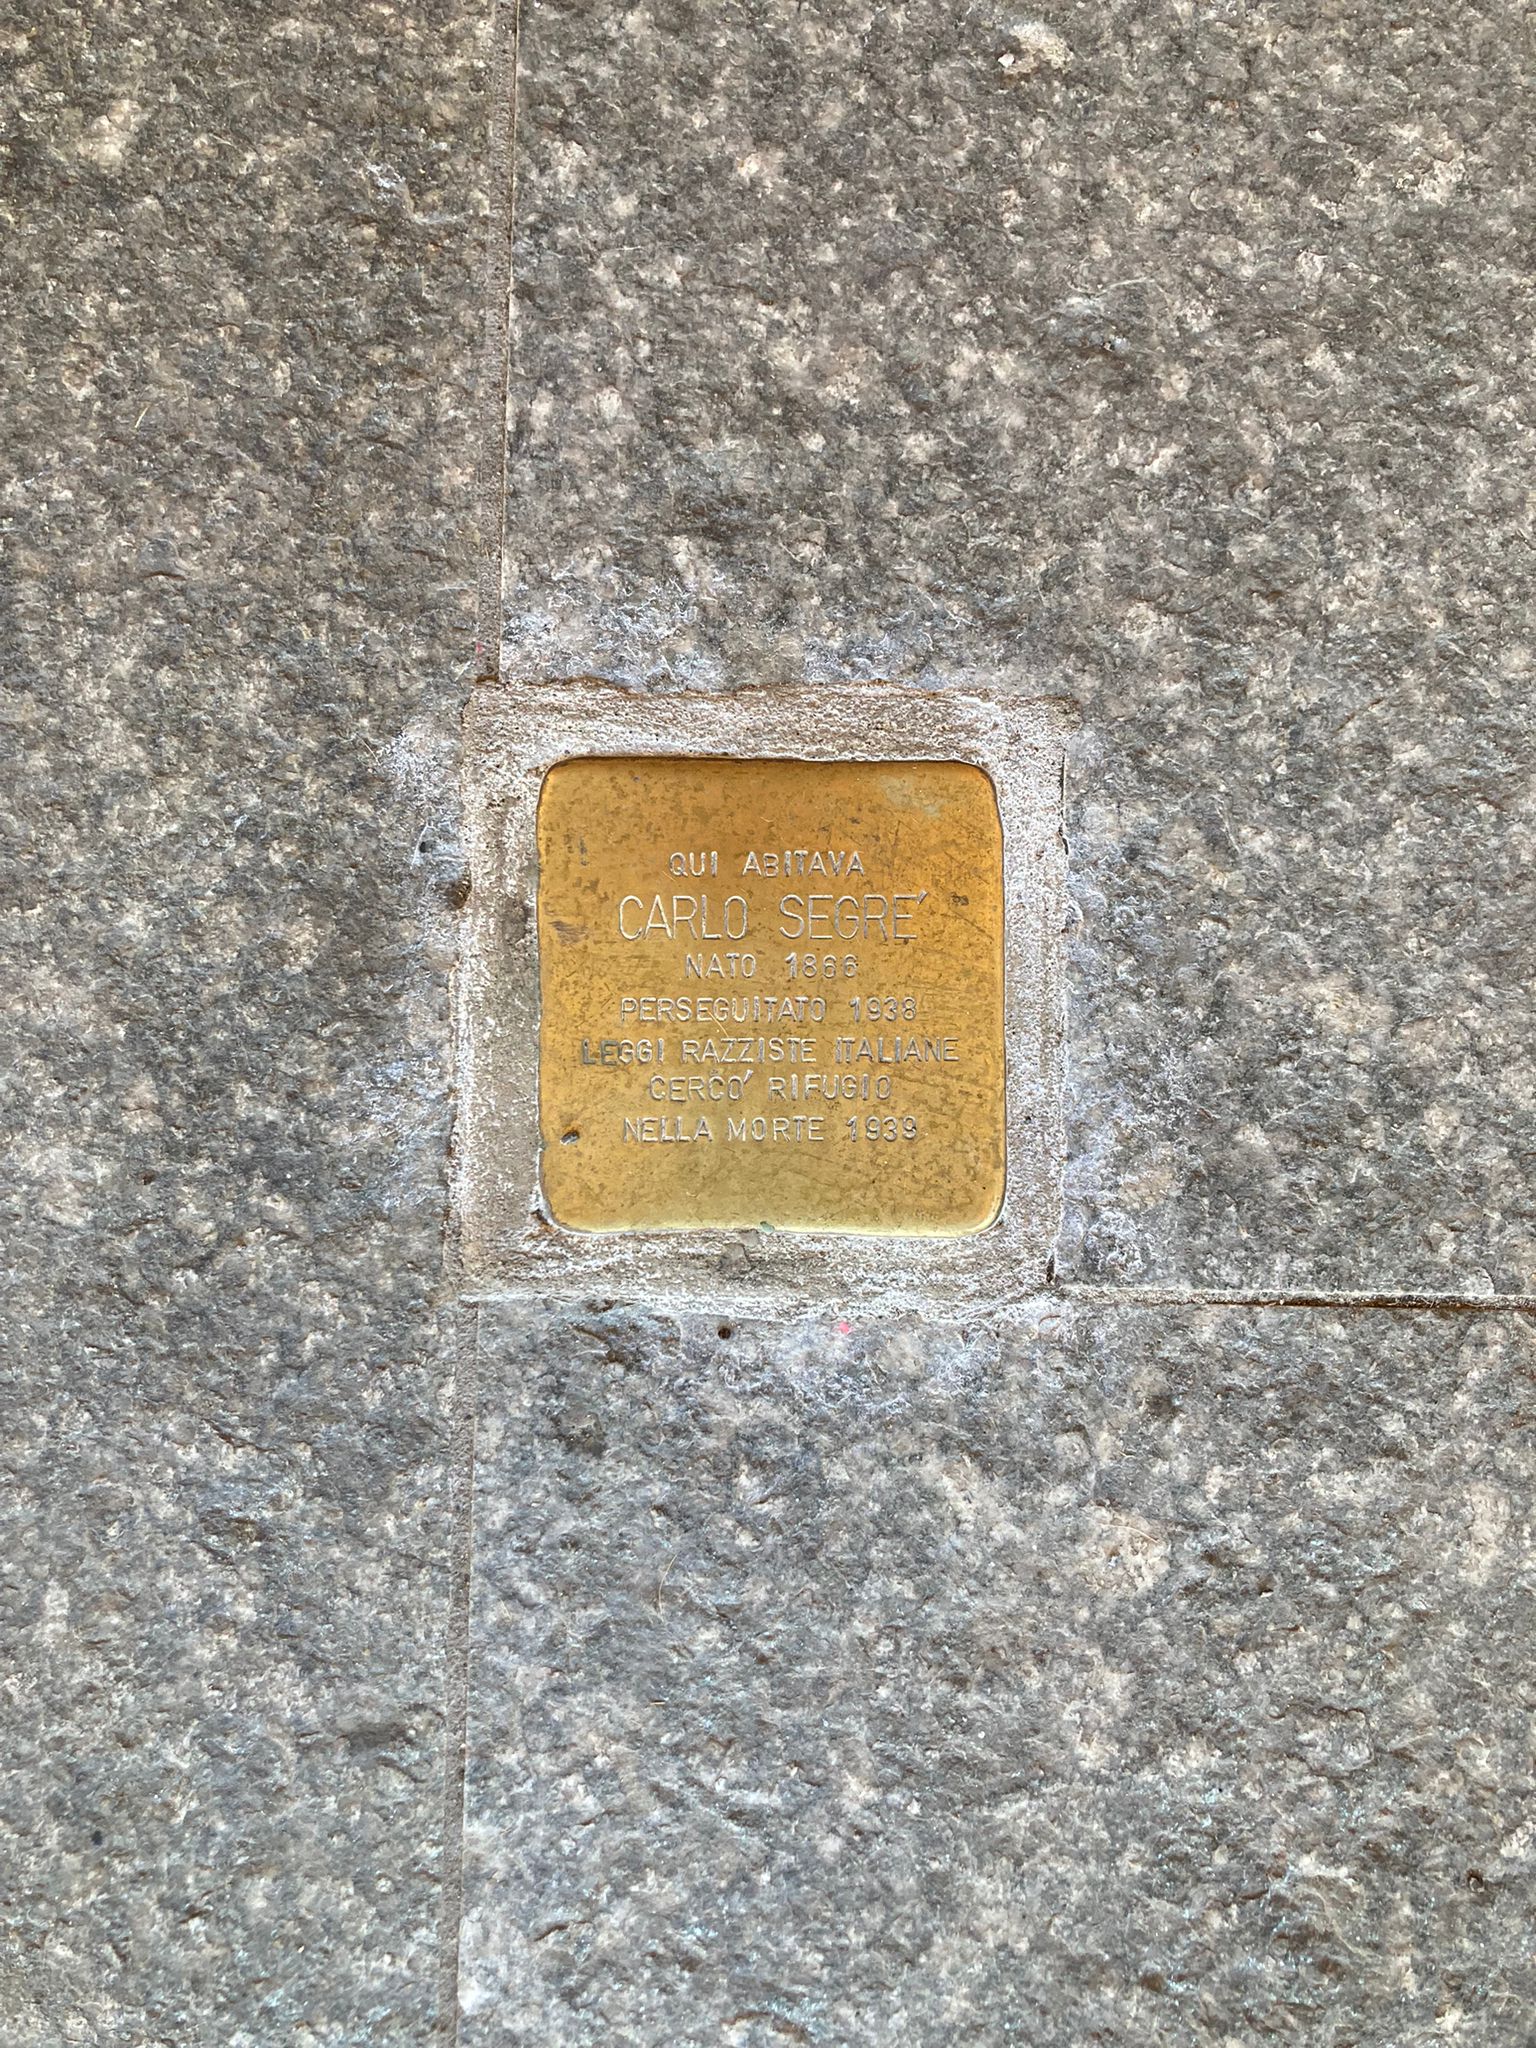 QUI ABITAVA
CARLO SEGRE´
NATO 1866
PERSEGUITATO 1938
LEGGI RAZZISTE ITALIANE
CERCO´ RIFUGIO
NELLA MORTE 1939